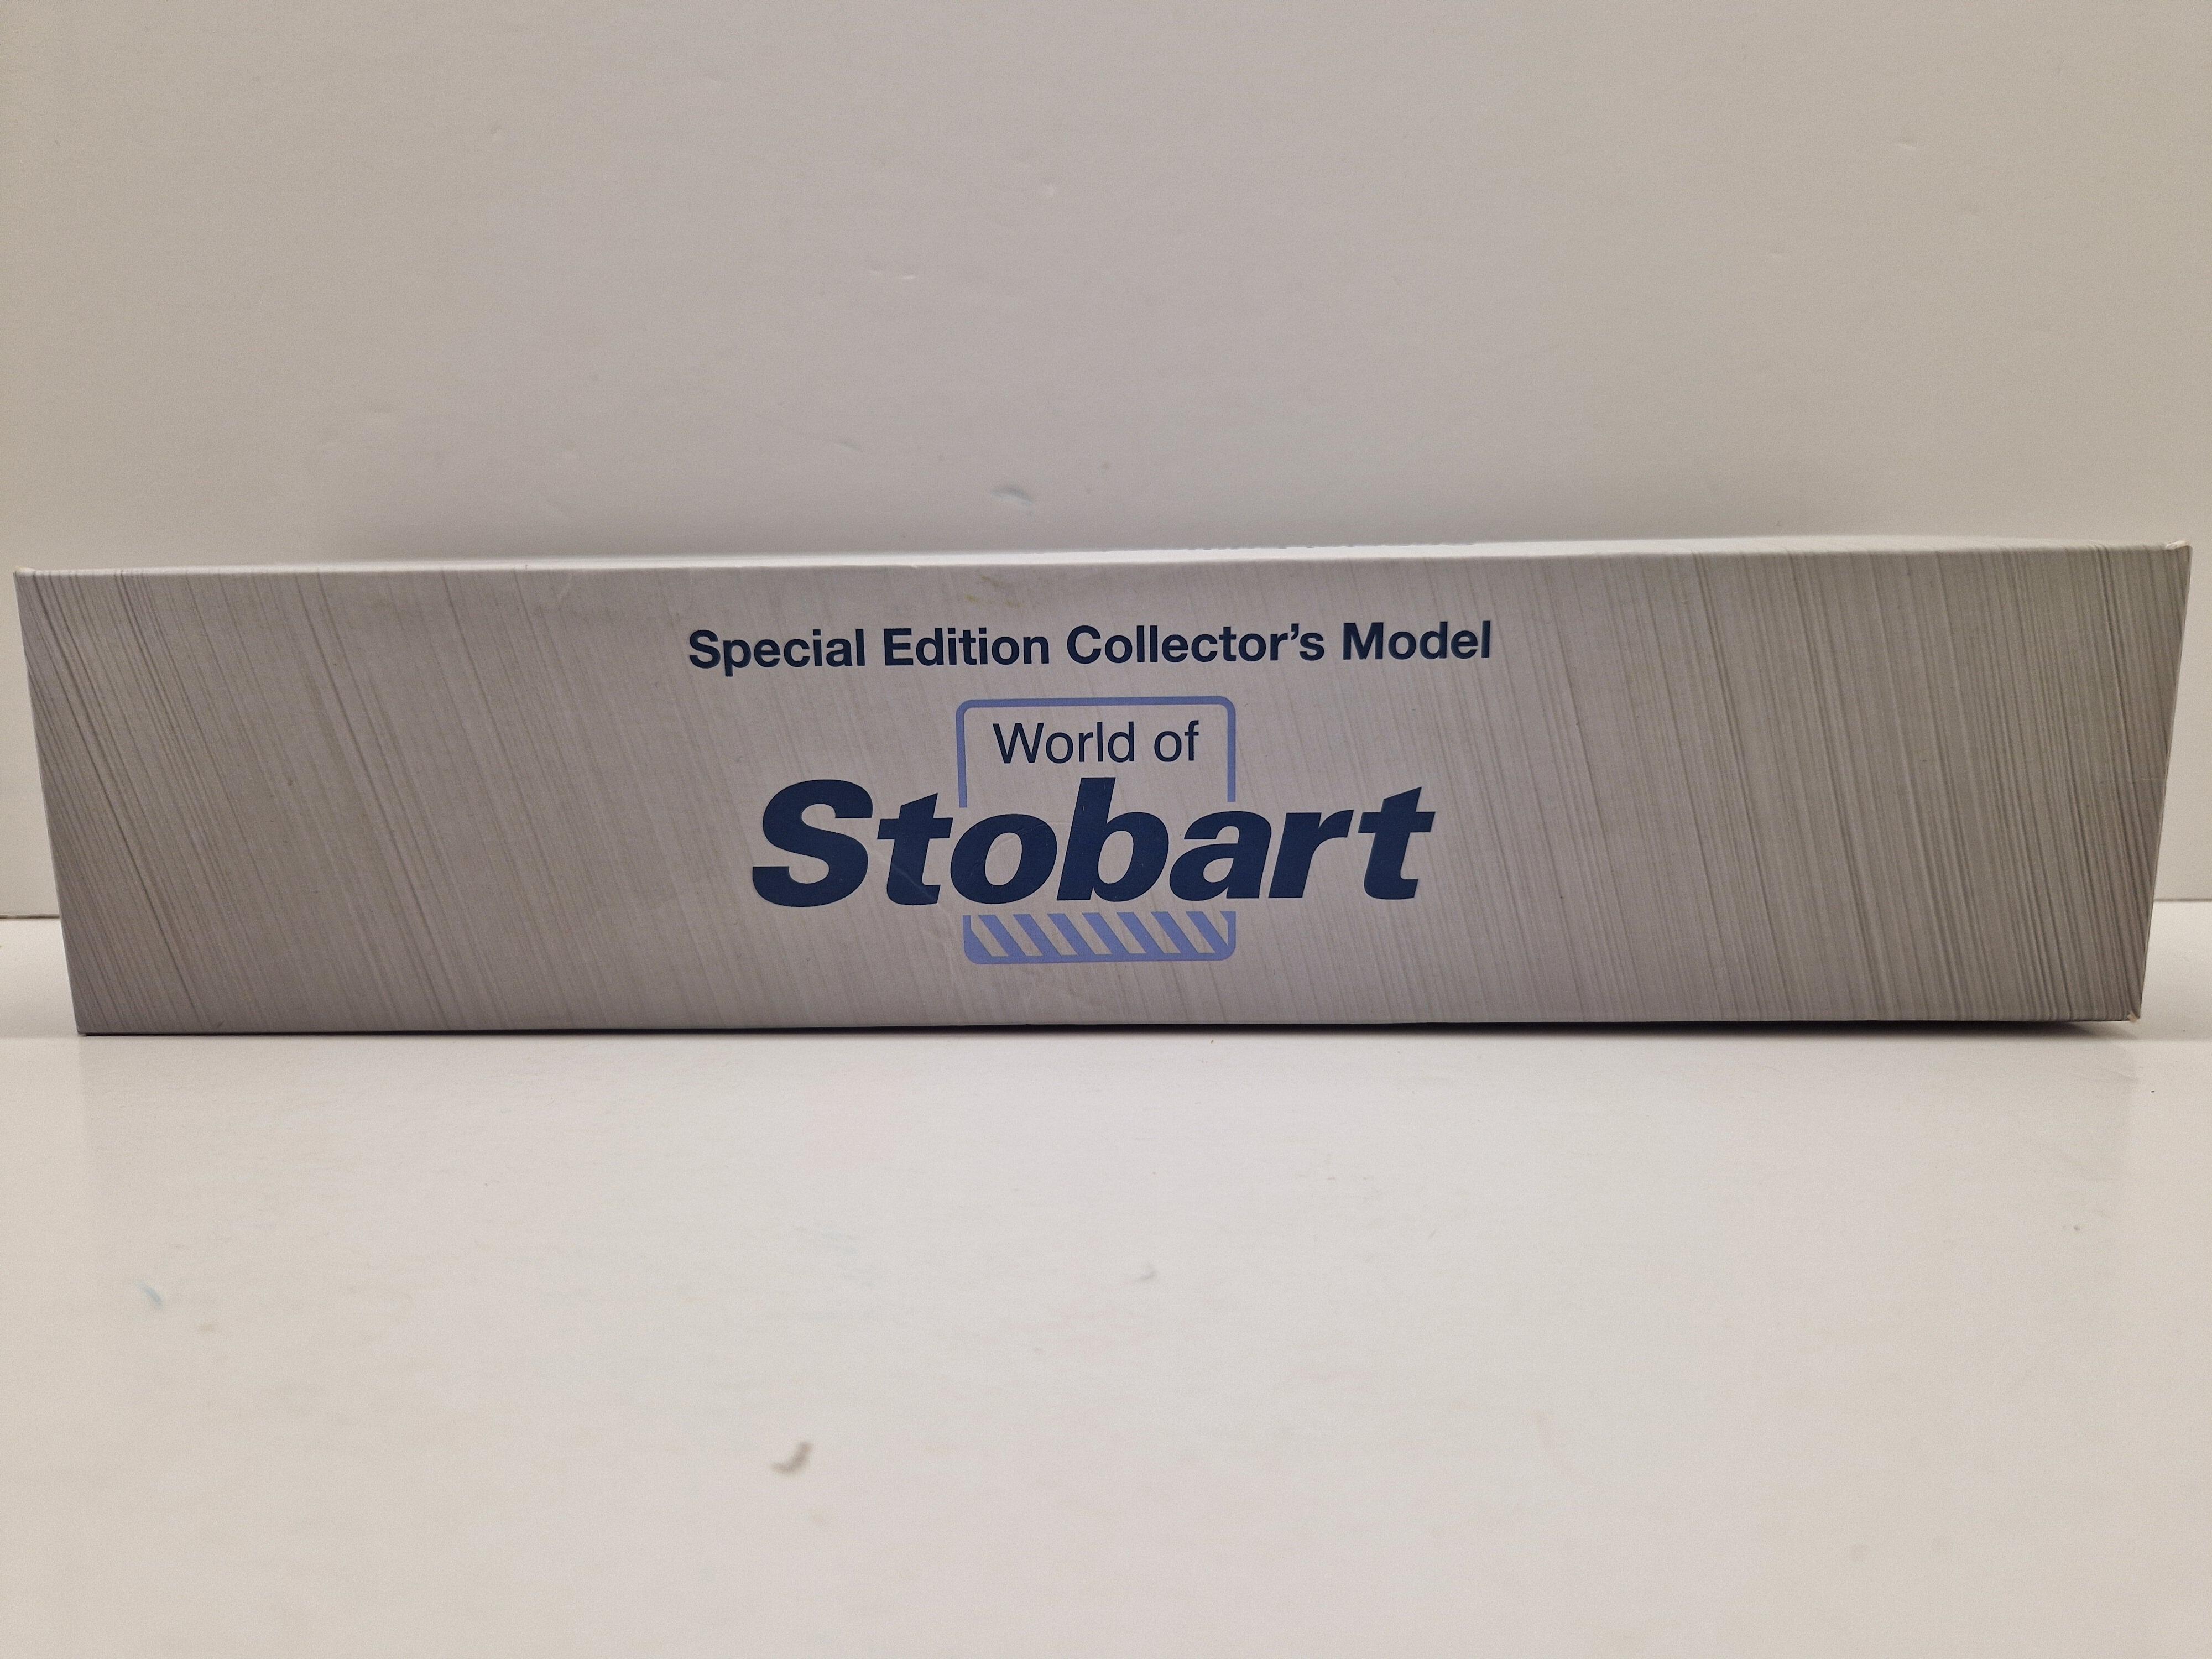 Special Edition Collector’s Model
World of
Stobart